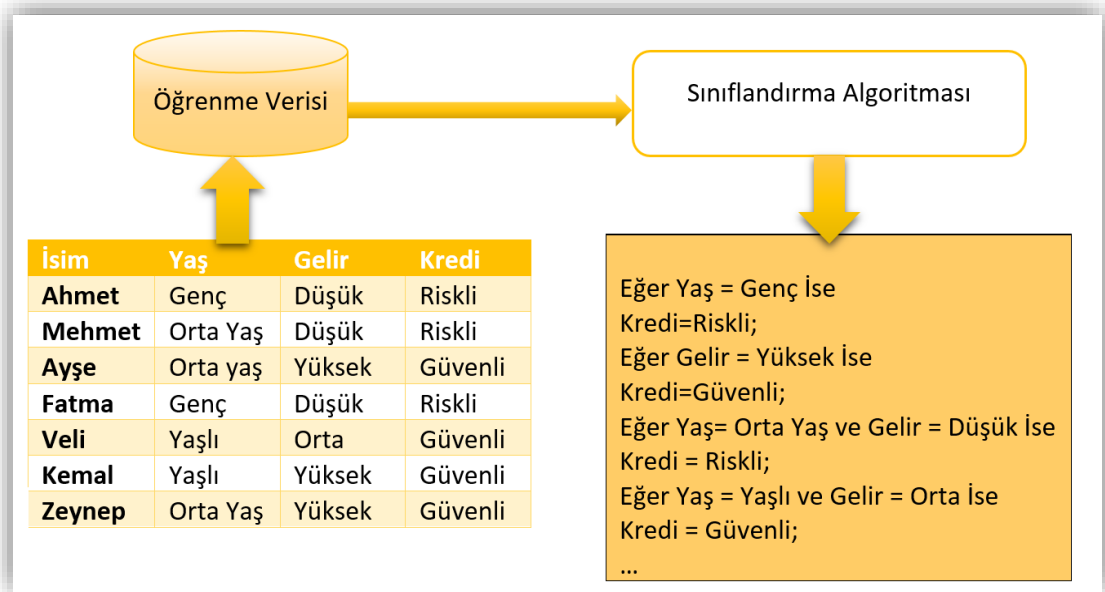 Öğrenme Verisi
Sınıflandırma Algoritması
İsim Yaş Gelir Kredi
Ahmet Genç Düşük Riskli
Mehmet Orta Yaş Düşük Riskli
Ayşe Orta yaş Yüksek Güvenli
Fatma Genç Düşük Riskli
Veli Yaşlı Orta Güvenli
Kemal Yaşlı Yüksek Güvenli
Zeynep Orta Yaş Yüksek Güvenli
Eğer Yaş = Genç İse
Kredi=Riskli;
Eğer Gelir = Yüksek İse
Kredi=Güvenli;
Eğer Yaş= Orta Yaş ve Gelir = Düşük İse
Kredi = Riskli;
Eğer Yaş = Yaşlı ve Gelir = Orta İse
Kredi = Güvenli;
...